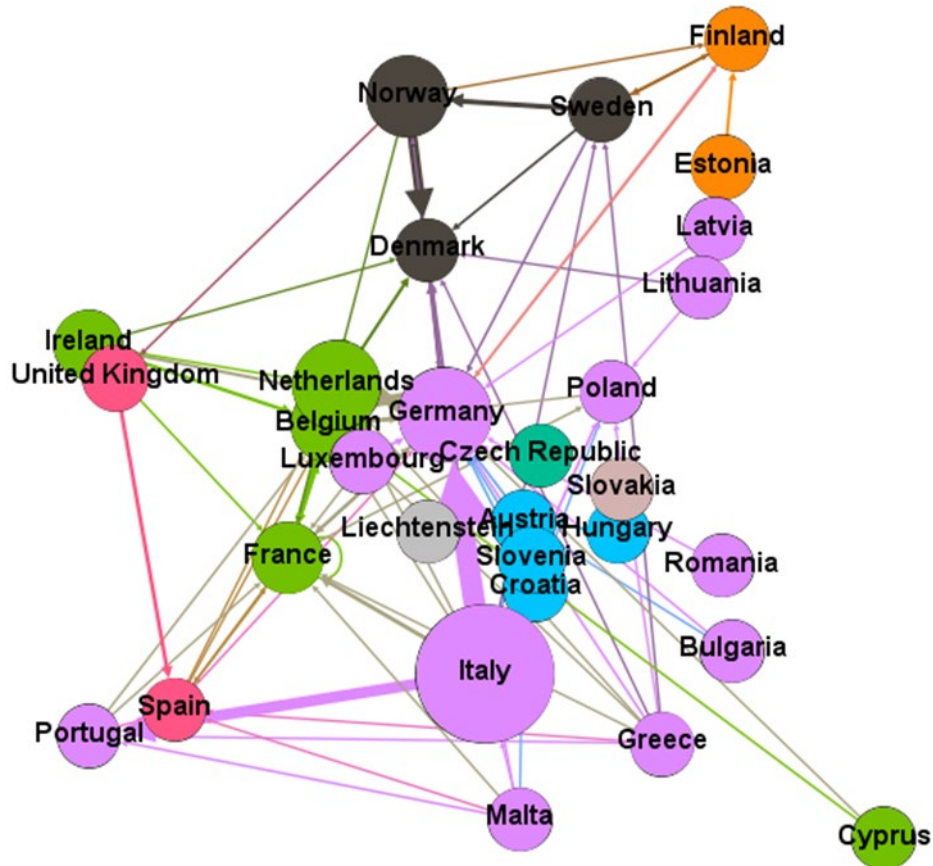 Finland
Norway
Sweden
Estonia
Latvia
Denmark
Lithuania
Ireland
United Kingdom
Netherlands
Poland
Germany
Belgium
Czech Republic
Luxembourg
Slovakia
Austria
Liechtenstein
Hungary
France
Slovenia
Romania
Croatia
Bulgaria
Italy
Spain
Portugal
Greece
Malta
Cyprus